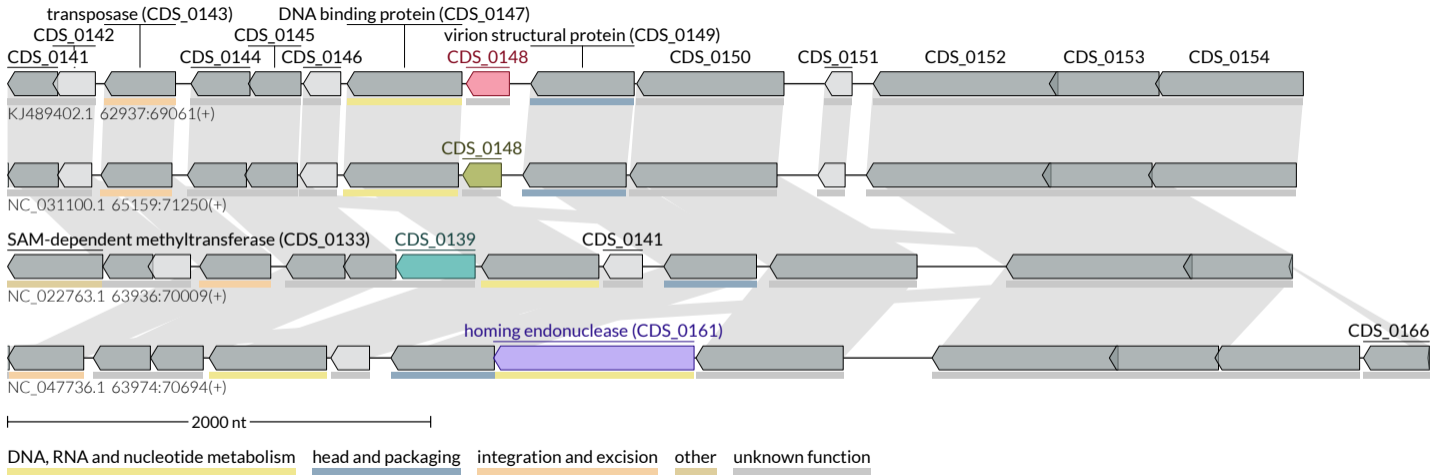 transposase (CDS_0143) DNA binding protein (CDS_0147)
CDS_0142 CDS_0145 virion structural protein (CDS_0149)
CDS_0141 CDS_0144 CDS_0146 CDS_0148 CDS_0150 CDS_0151 CDS_0152 CDS_0153 CDS_0154
KJ489402.1 62937:69061(+)
CDS_0148
NC_031100.1 65159:71250(+)
SAM-dependent methyltransferase (CDS_0133) CDS_0139 CDS_0141
NC_022763.1 63936:70009(+)
homing endonuclease (CDS_0161) CDS_0166
NC_047736.1 63974:70694(+)
2000 nt
DNA, RNA and nucleotide metabolism head and packaging integration and excision other unknown function